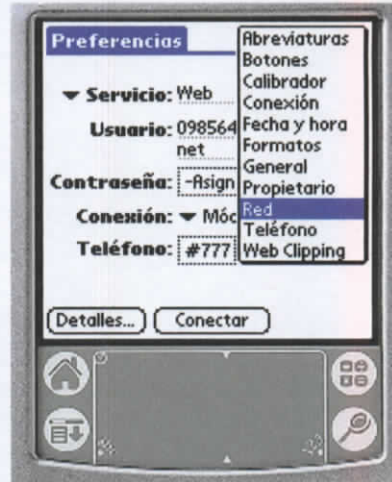 Preferencias
Servicio: Web
Usuario: 098564
net
Contraseña: -Asign
Conexión: Móc
Teléfono: #777
Detalles... Conectar
Abreviaturas
Botones
Calibrador
Conexión
Fecha y hora
Formatos
General
Propietario
Red
Teléfono
Web Clipping